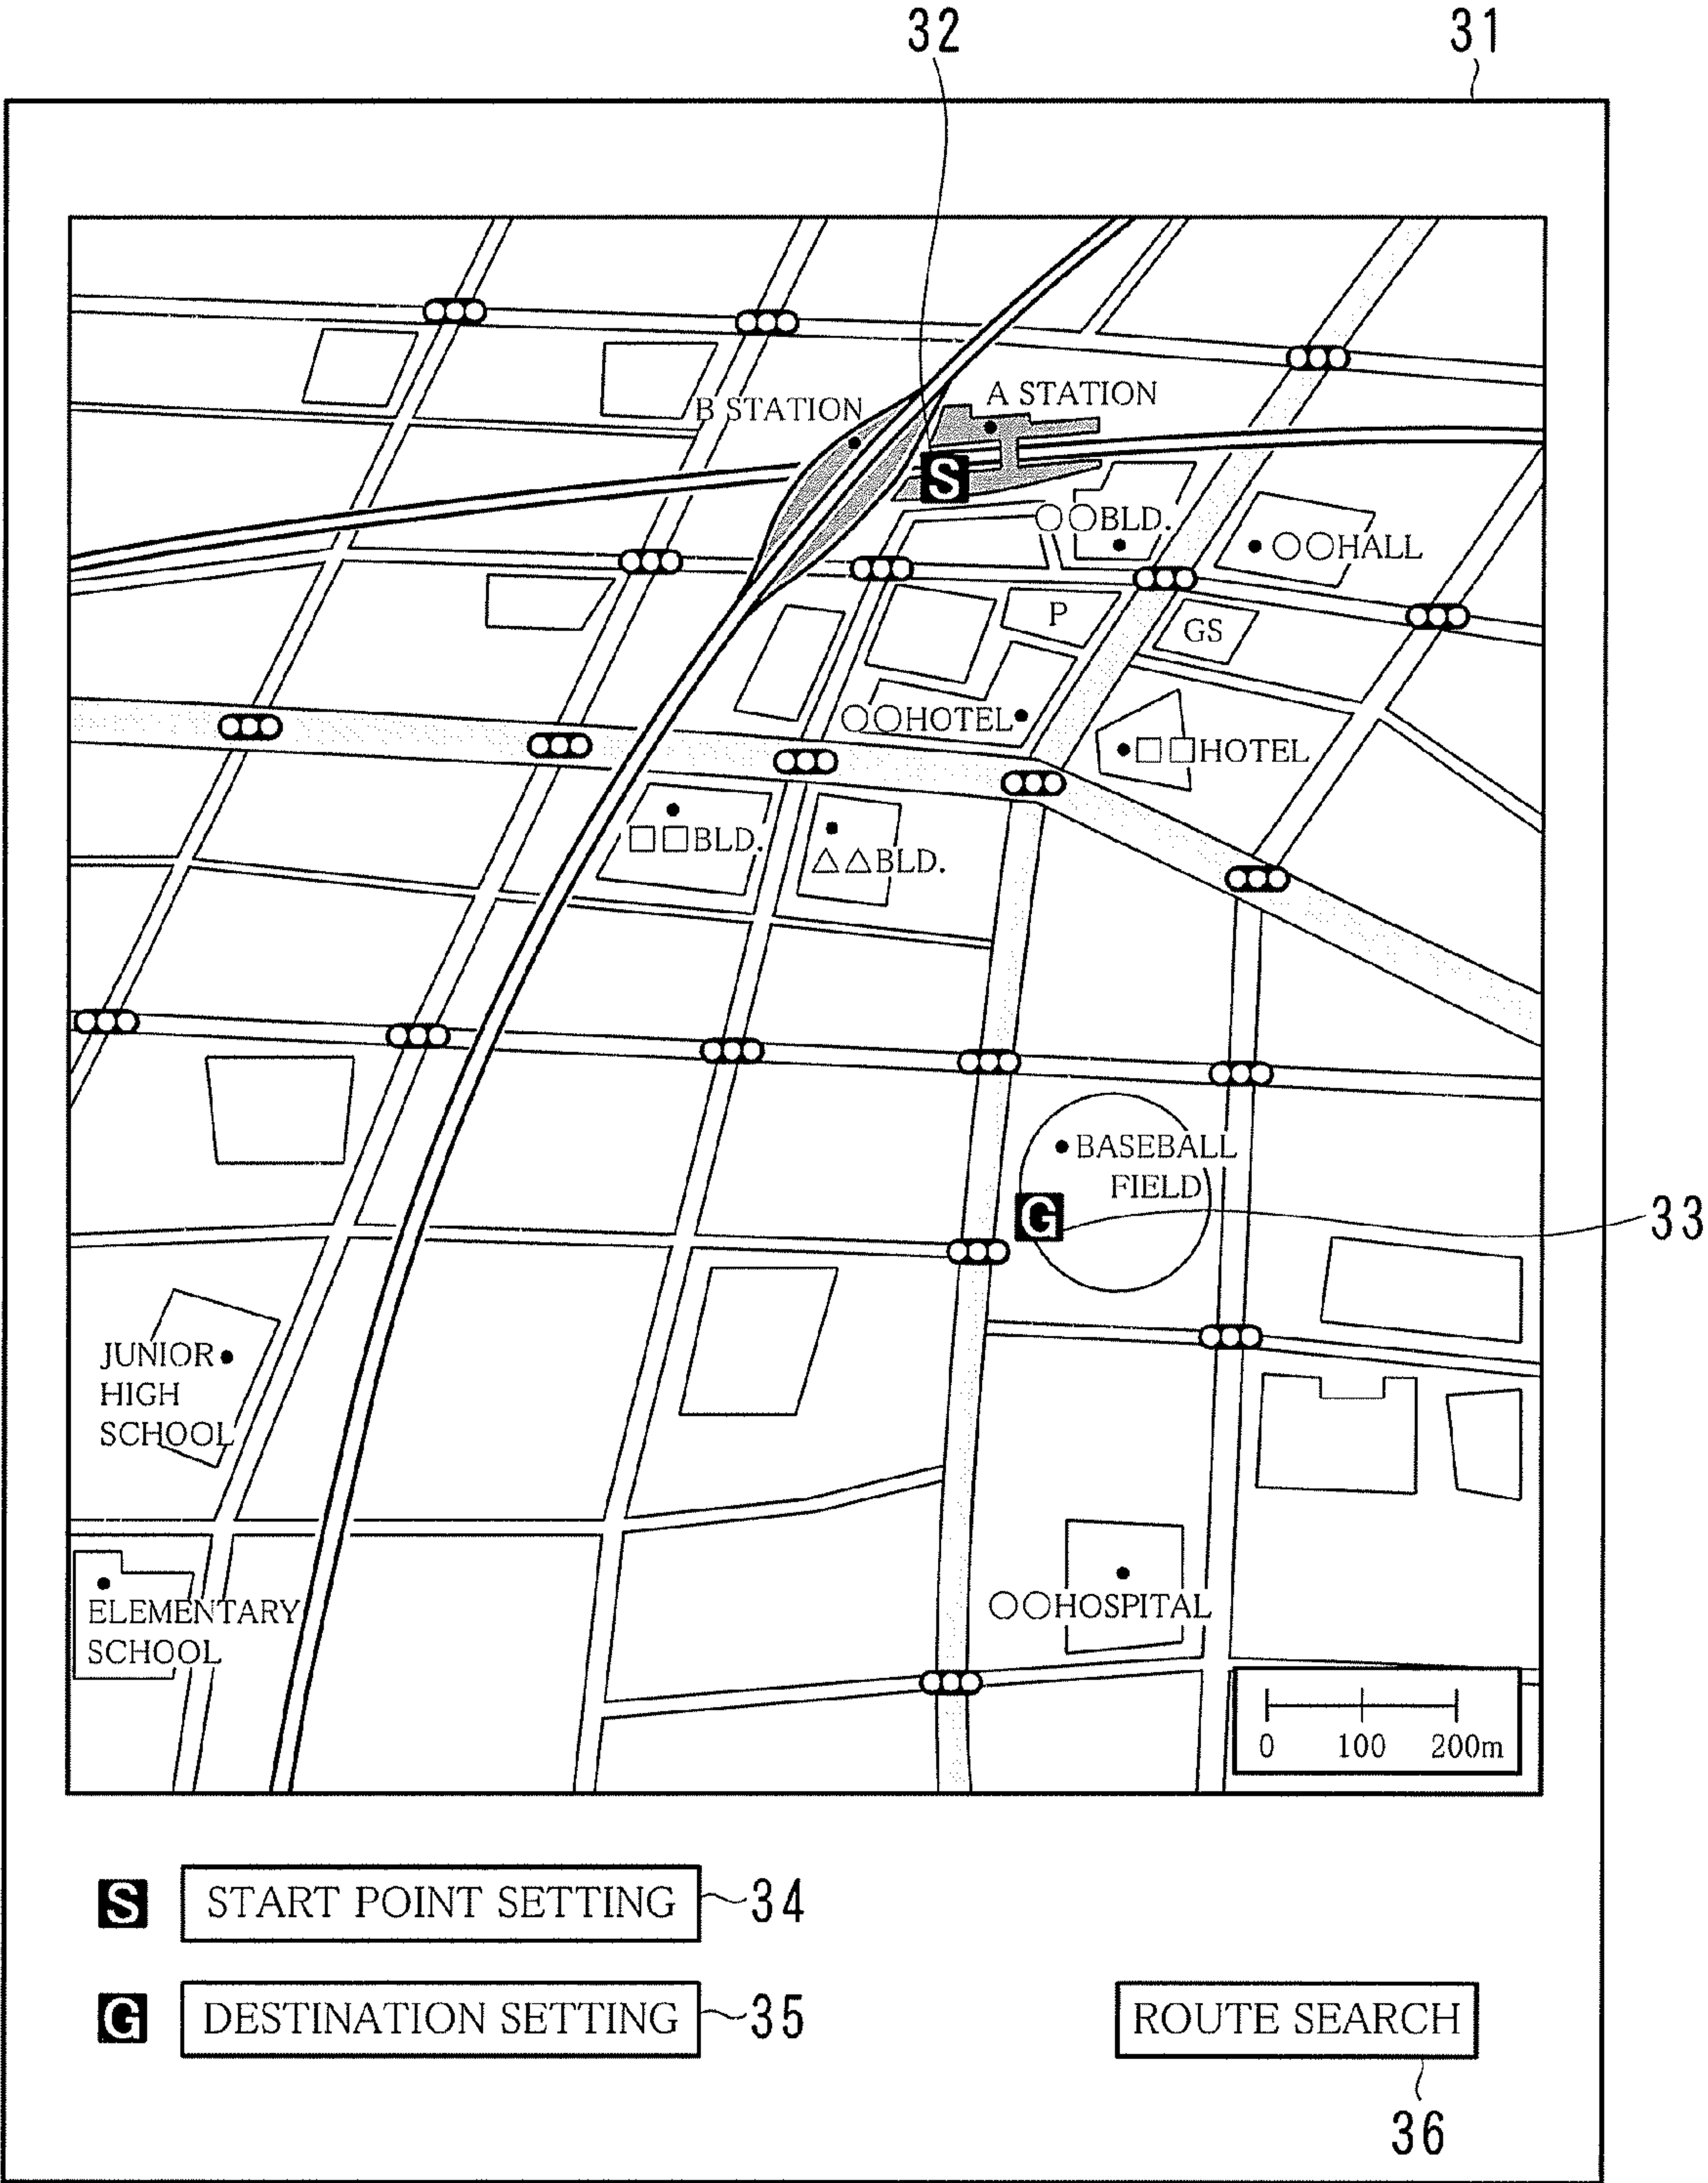 32
31
B STATION
A STATION
S
○○BLD.
○○HALL
P
GS
○○HOTEL
□□HOTEL
□□BLD.
△△BLD.
BASEBALL
FIELD
G
33
JUNIOR
HIGH
SCHOOL
ELEMENTARY
SCHOOL
○○HOSPITAL
0 100 200m
S START POINT SETTING 34
G DESTINATION SETTING 35
ROUTE SEARCH
36